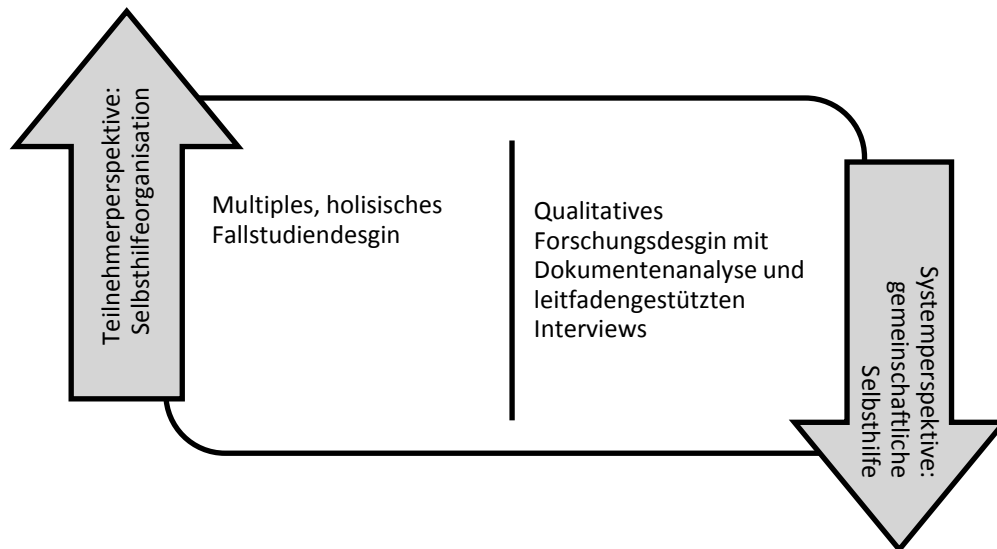 Teilnehmerperspektive:
Selbsthilfeorganisation
Multiples, holisisches
Fallstudiendesgin
Qualitatives
Forschungsdesgin mit
Dokumentenanalyse und
leitfadengestützten
Interviews
Systemperspektive:
gemeinschaftliche
Selbsthilfe